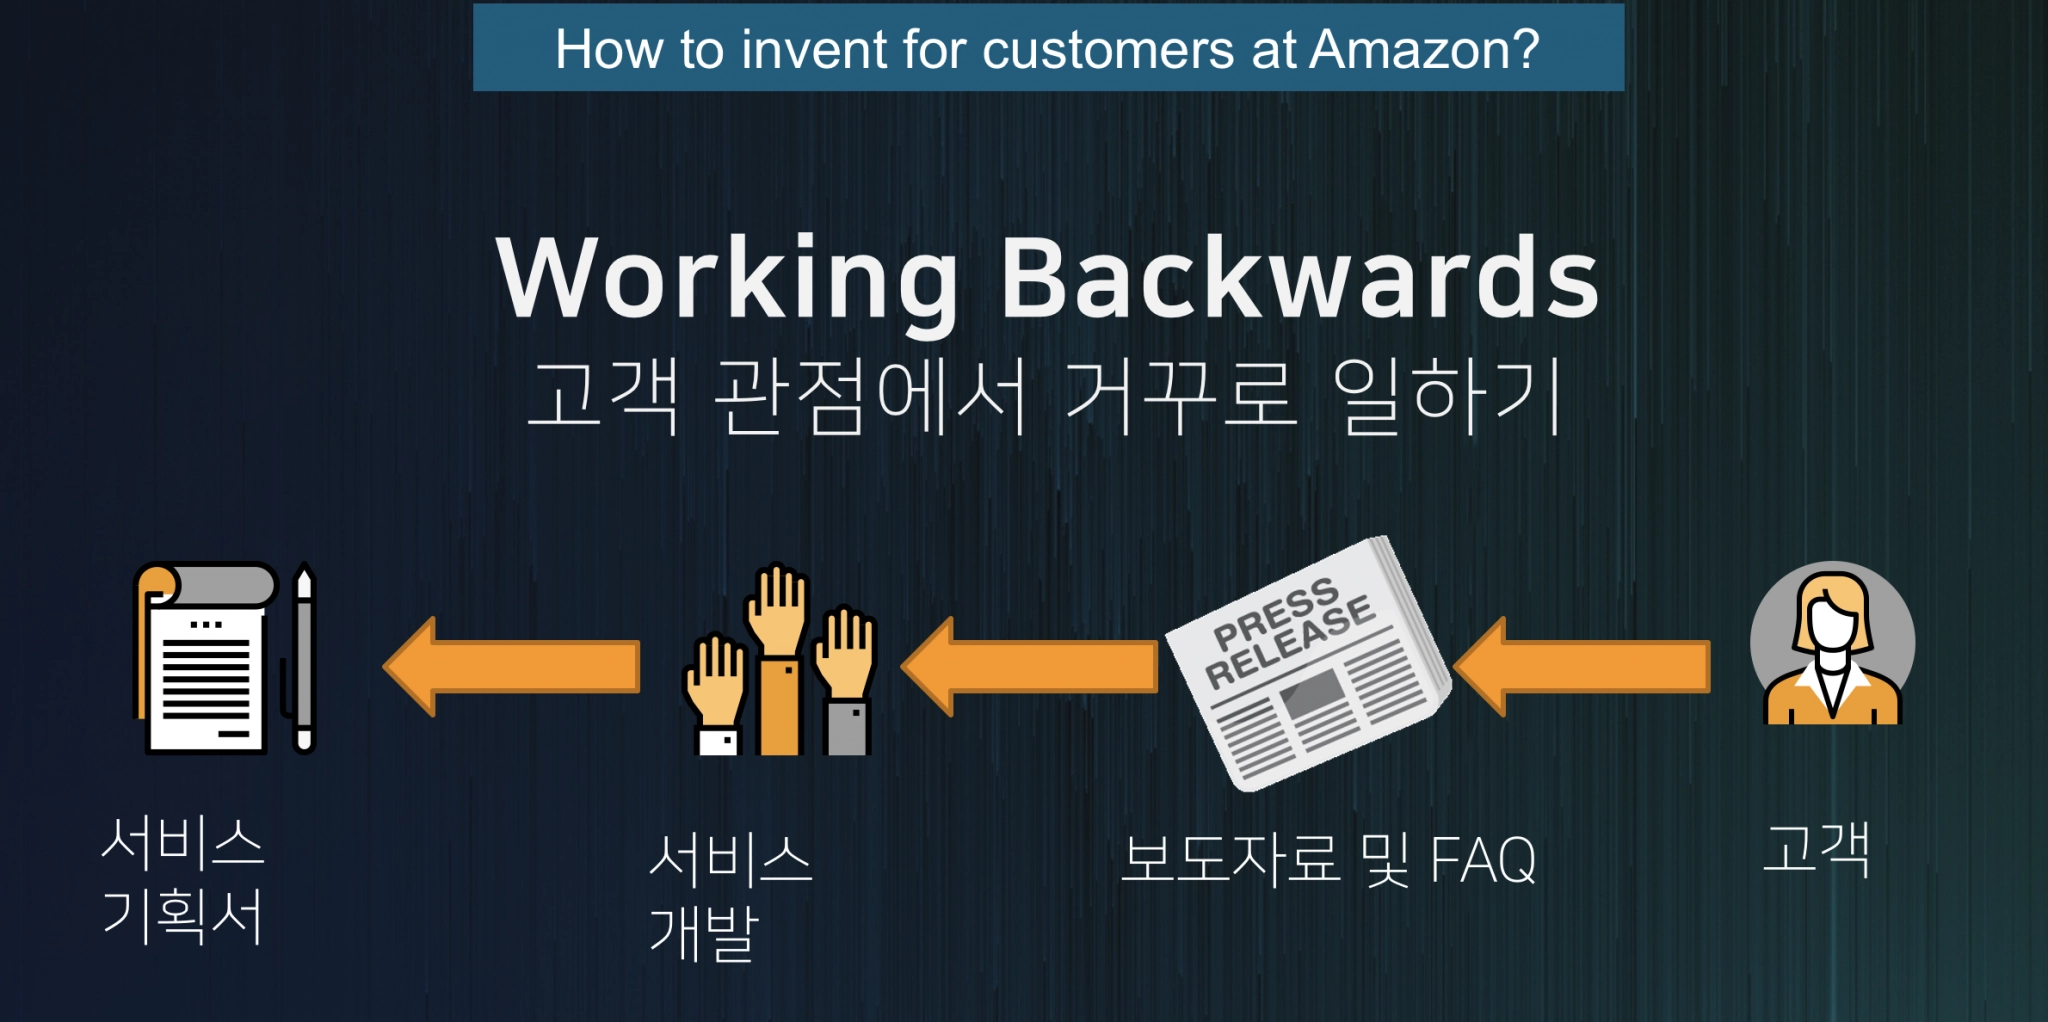 How to invent for customers at Amazon?
Working Backwards
고객 관점에서 거꾸로 일하기
PRESS
RELEASE
서비스
기획서
서비스
개발
보도자료 및 FAQ
고객